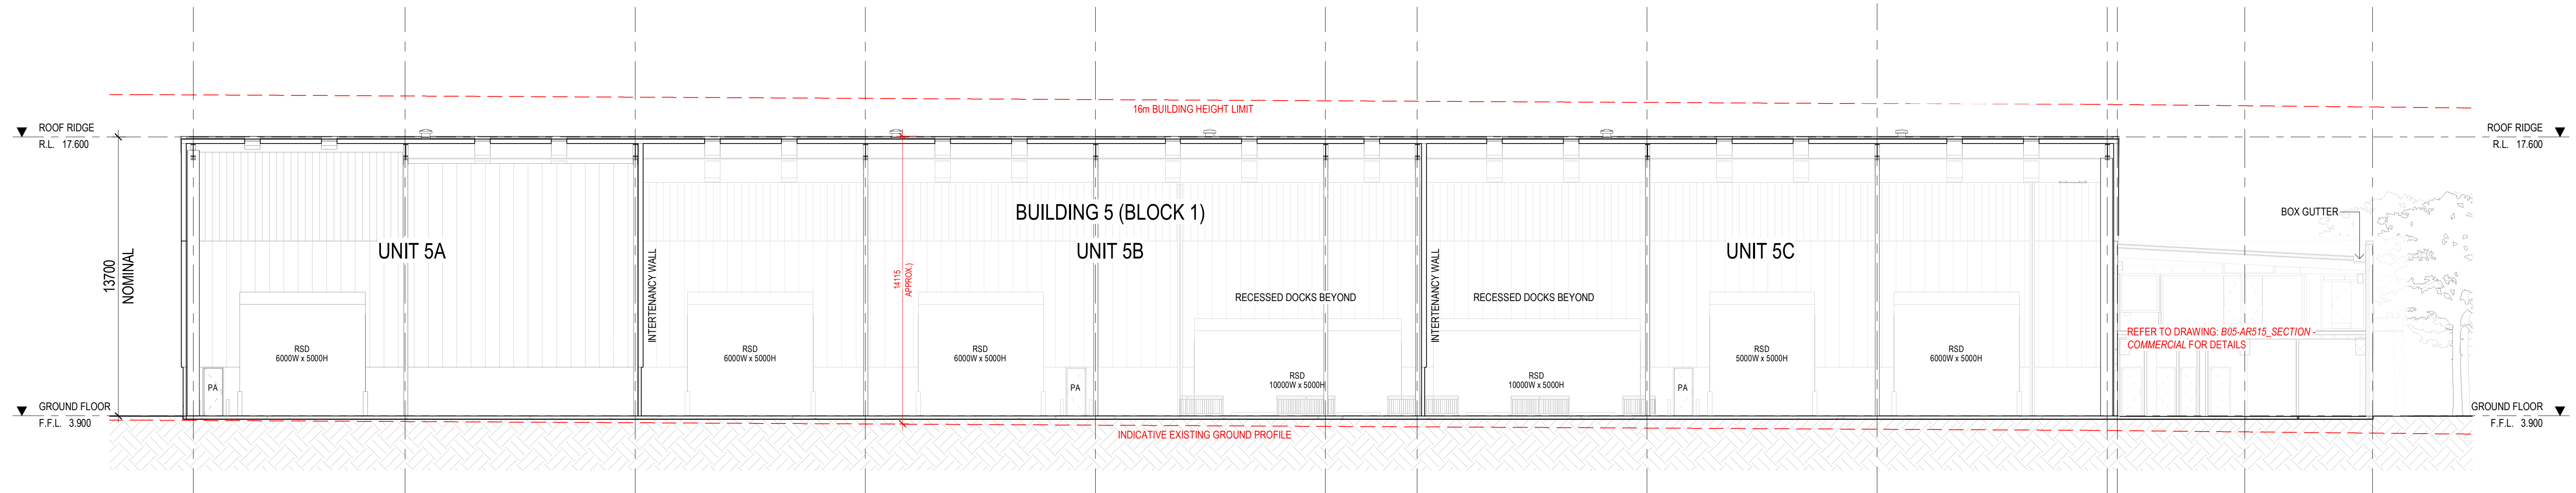 16m BUILDING HEIGHT LIMIT
ROOF RIDGE
R.L. 17.600
ROOF RIDGE
R.L. 17.600
BUILDING 5 (BLOCK 1)
BOX GUTTER
UNIT 5A
UNIT 5B
UNIT 5C
13700
NOMINAL
INTERTENANCY WALL
14115
APPROX.)
INTERTENANCY WALL
RECESSED DOCKS BEYOND
RECESSED DOCKS BEYOND
REFER TO DRAWING: B05-AR515_SECTION -
COMMERCIAL FOR DETAILS
RSD
6000W x 5000H
RSD
6000W x 5000H
RSD
6000W x 5000H
RSD
10000W x 5000H
RSD
10000W x 5000H
RSD
5000W x 5000H
RSD
6000W x 5000H
PA
PA
PA
GROUND FLOOR
F.F.L. 3.900
GROUND FLOOR
F.F.L. 3.900
INDICATIVE EXISTING GROUND PROFILE